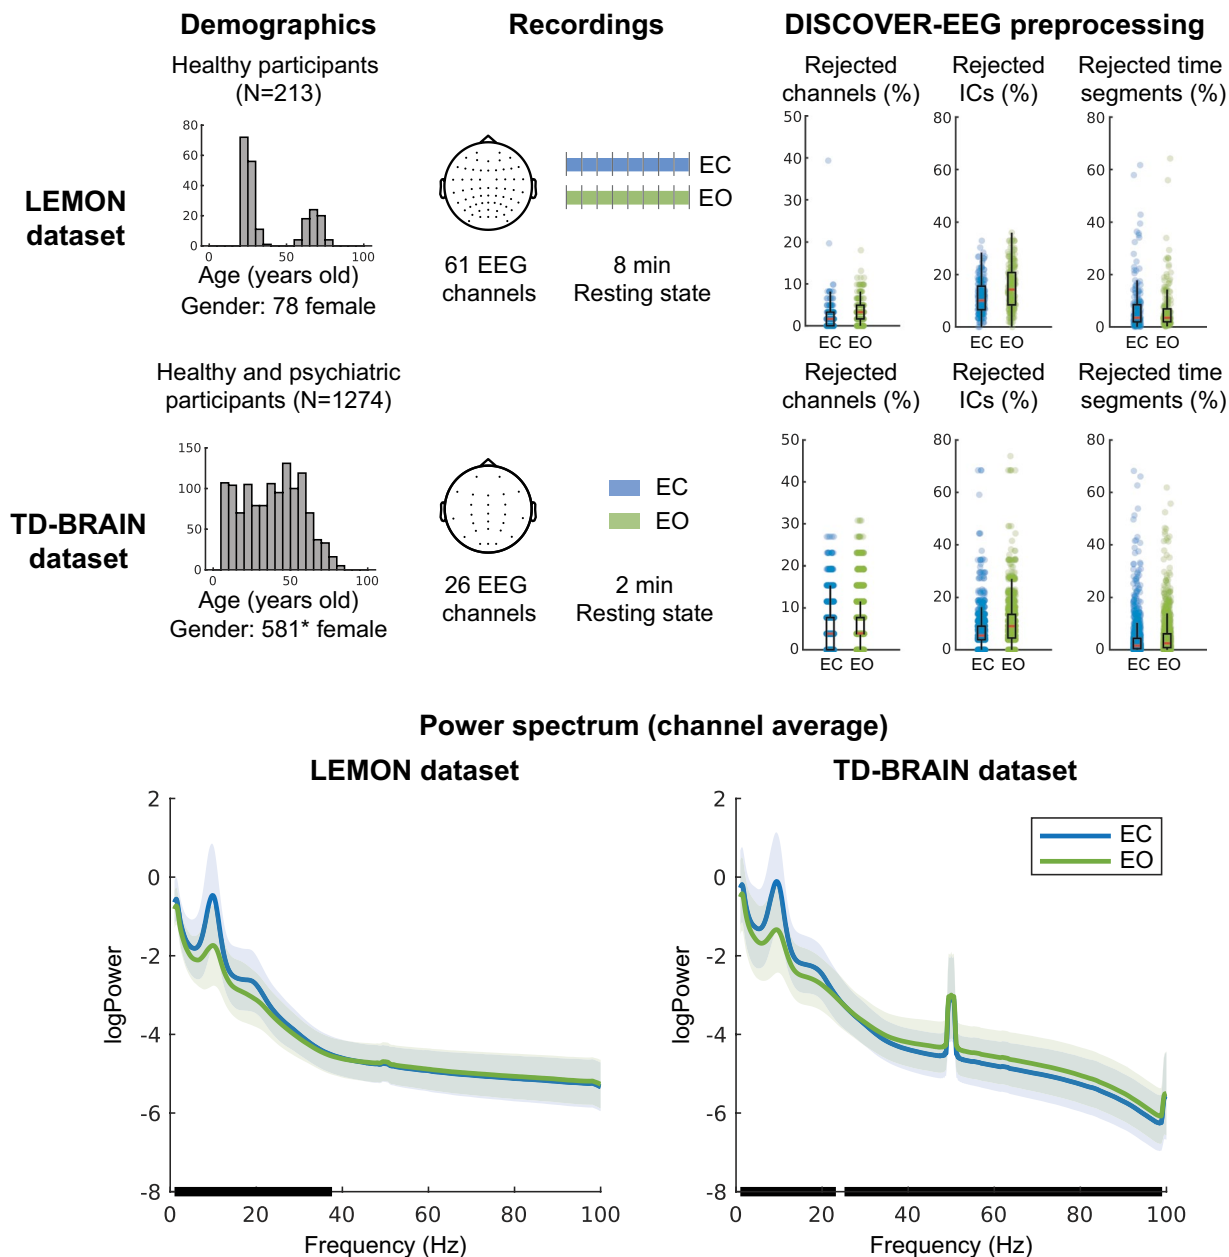 Demographics
Recordings
DISCOVER-EEG preprocessing
Healthy participants
(N=213)
Rejected
channels (%)
Rejected
ICs (%)
Rejected time
segments (%)
LEMON
dataset
80
60
40
20
0
0
50
100
Age (years old)
Gender: 78 female
61 EEG
channels
EC
EO
8 min
Resting state
50
40
30
20
10
0
EC
EO
80
60
40
20
0
EC
EO
80
60
40
20
0
EC
EO
Healthy and psychiatric
participants (N=1274)
Rejected
channels (%)
Rejected
ICs (%)
Rejected time
segments (%)
TD-BRAIN
dataset
150
100
50
0
0
50
100
Age (years old)
Gender: 581* female
26 EEG
channels
EC
EO
2 min
Resting state
50
40
30
20
10
0
EC
EO
80
60
40
20
0
EC
EO
80
60
40
20
0
EC
EO
Power spectrum (channel average)
LEMON dataset
2
0
-2
-4
-6
-8
logPower
0
20
40
60
80
100
Frequency (Hz)
TD-BRAIN dataset
EC
EO
2
0
-2
-4
-6
-8
logPower
0
20
40
60
80
100
Frequency (Hz)